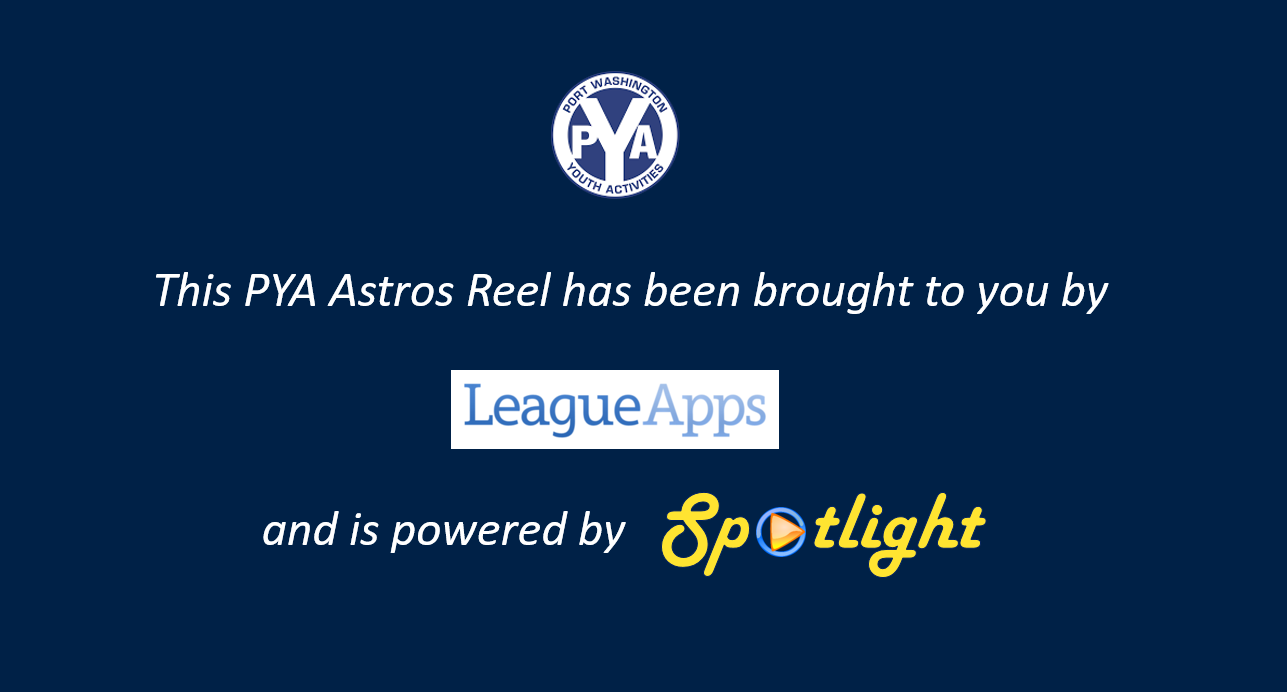 PORT WASHINGTON
PYA
YOUTH ACTIVITIES
This PYA Astros Reel has been brought to you by
LeagueApps
and is powered by Spotlight